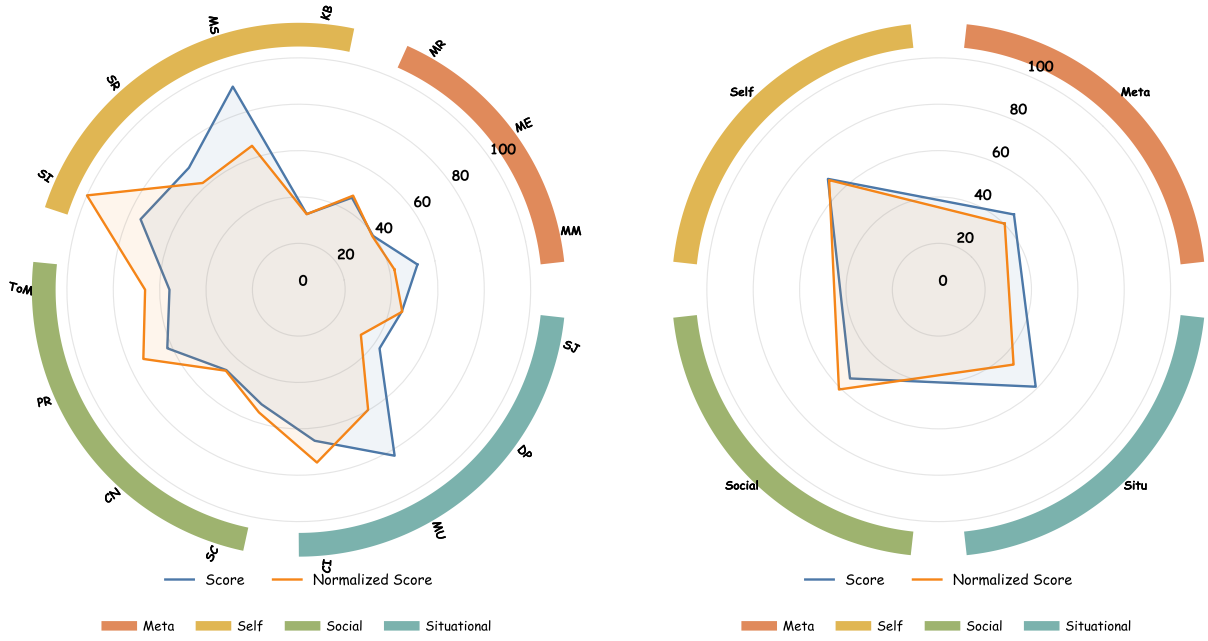 KB
MS
MR
SR
ME
100
80
SI
60
40
MM
20
0
ToM
SJ
PR
DP
CN
MU
SC
CI
Score
Normalized Score
Meta
Self
Social
Situational
100
Self
Meta
80
60
40
20
0
Social
Situ
Score
Normalized Score
Meta
Self
Social
Situational